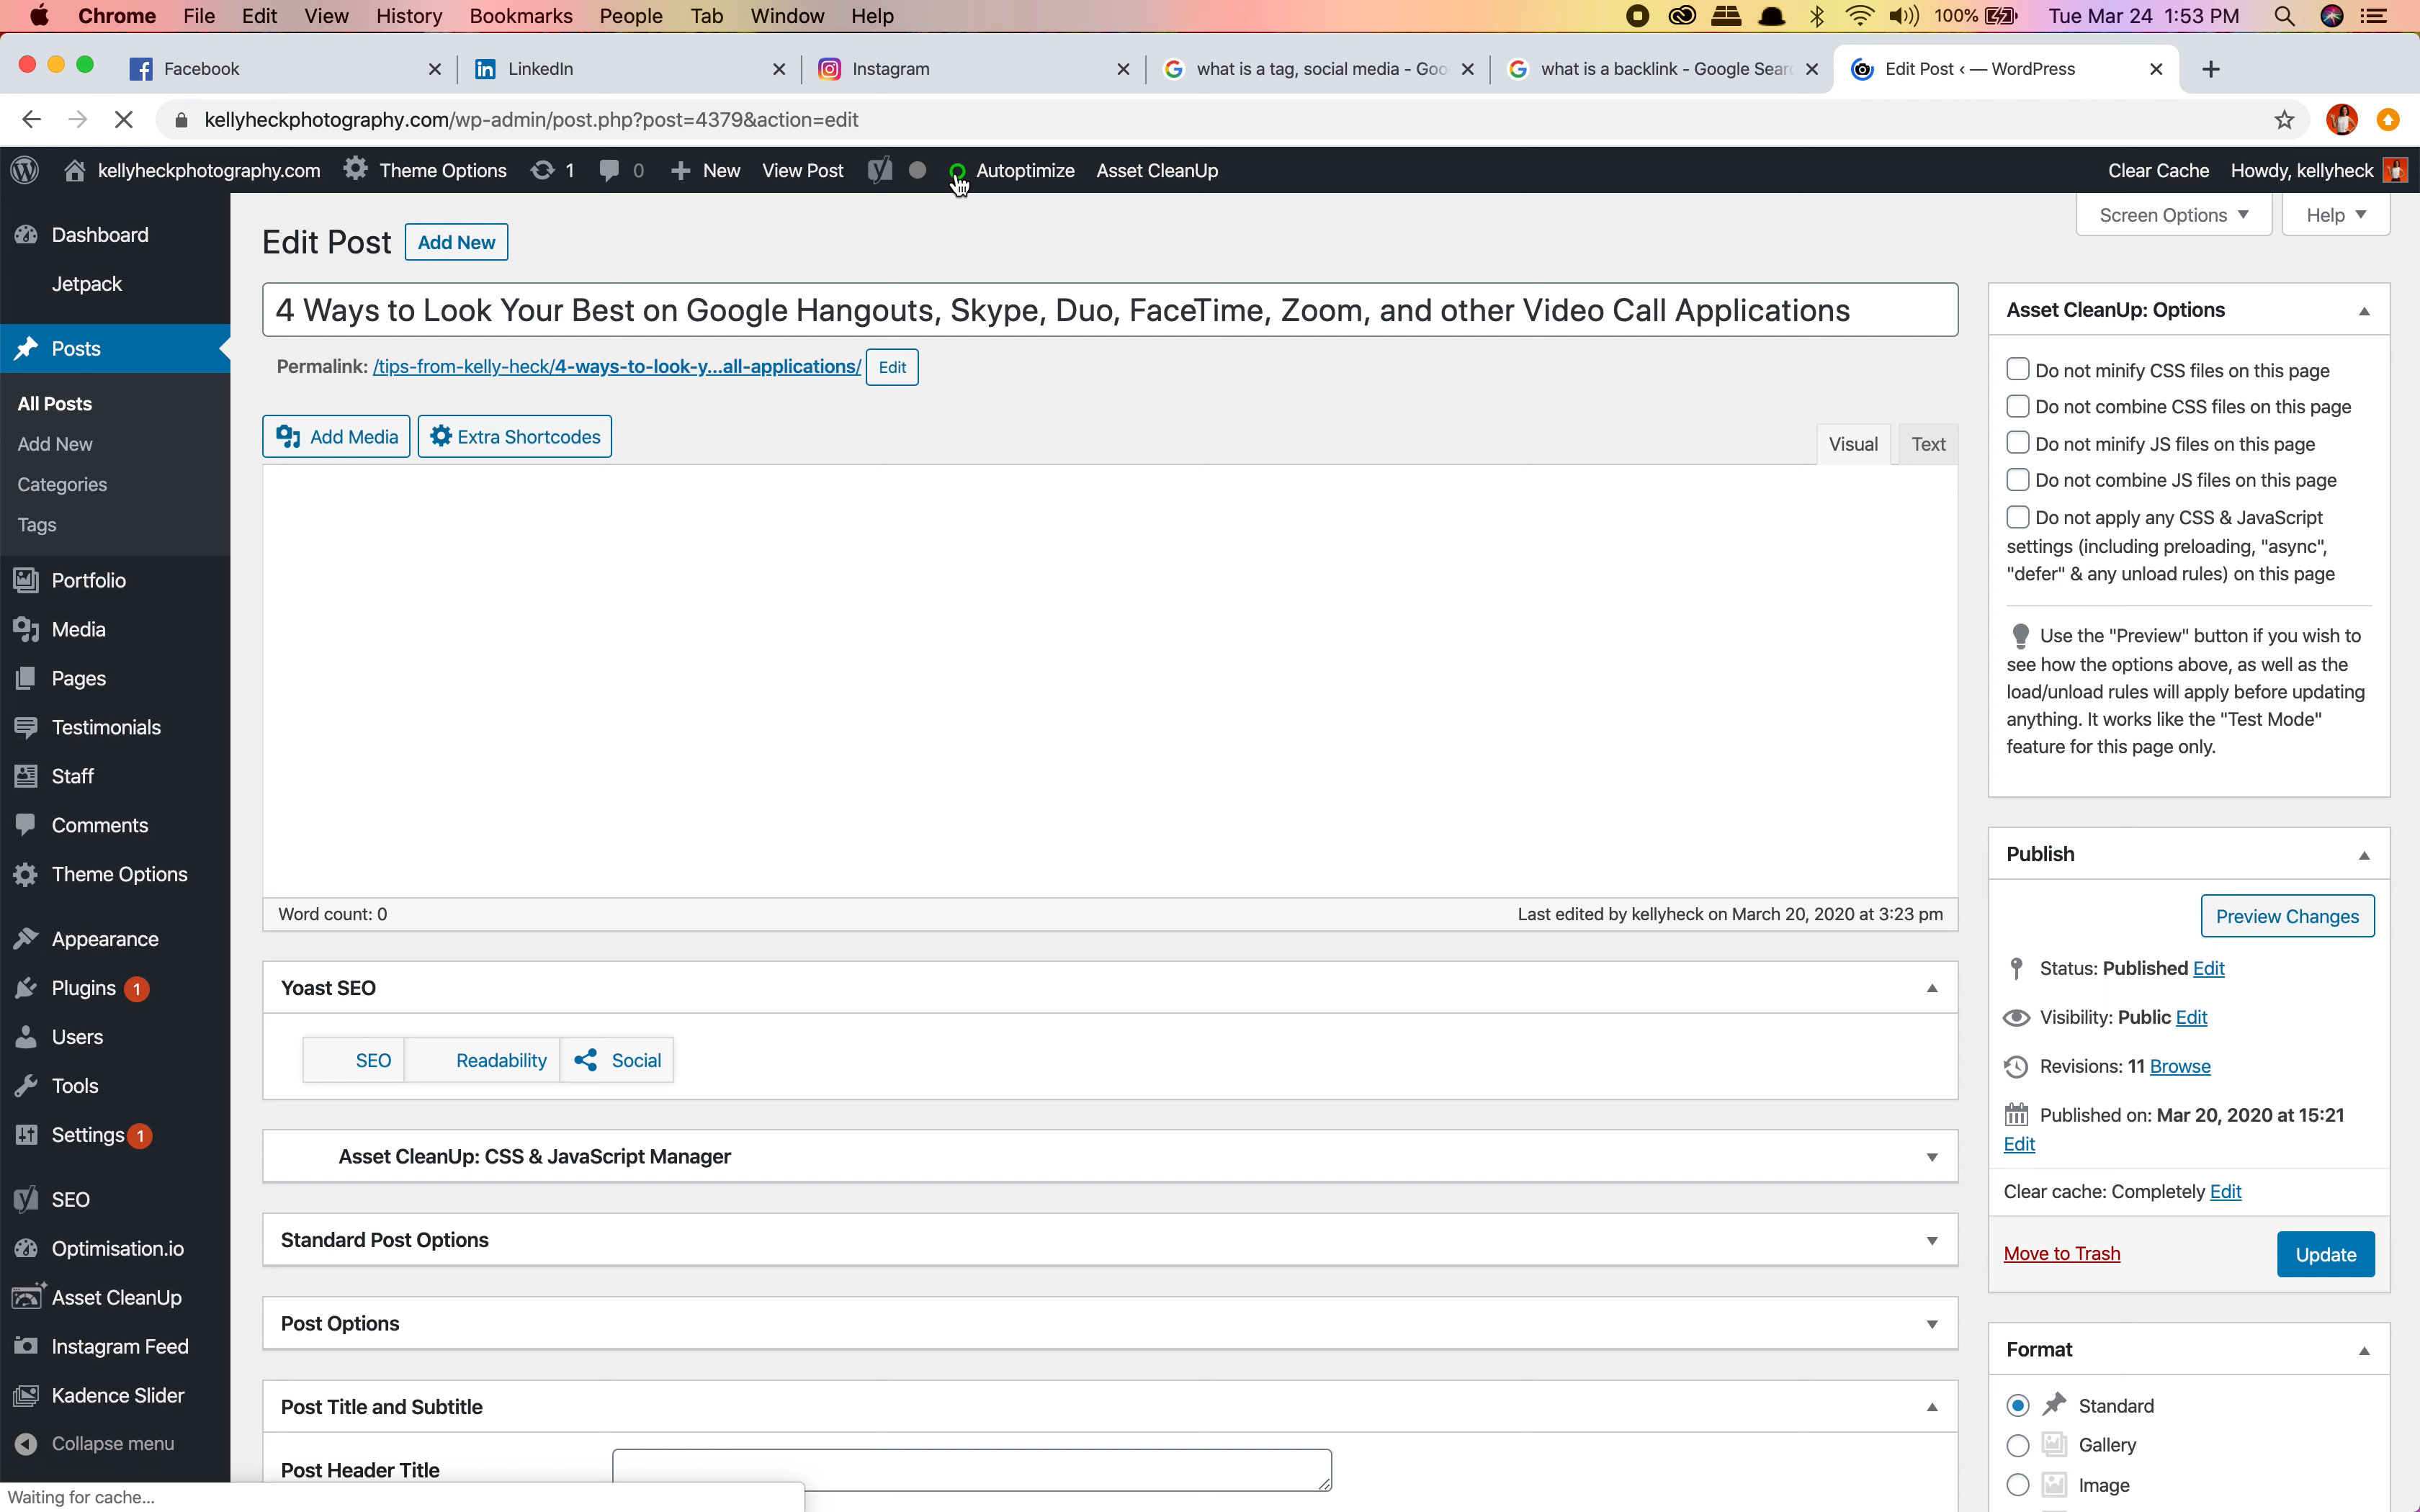 Chrome File Edit View History Bookmarks People Tab Window Help 100% Tue Mar 24 1:53 PM
Facebook LinkedIn Instagram what is a tag, social media - Goo what is a backlink - Google Sear Edit Post ‹ — WordPress
kellyheckphotography.com/wp-admin/post.php?post=4379&action=edit
kellyheckphotography.com Theme Options 1 0 New View Post Autoptimize Asset CleanUp Clear Cache Howdy, kellyheck
Screen Options Help
Dashboard
Jetpack
Posts
All Posts
Add New
Categories
Tags
Portfolio
Media
Pages
Testimonials
Staff
Comments
Theme Options
Appearance
Plugins 1
Users
Tools
Settings 1
SEO
Optimisation.io
Asset CleanUp
Instagram Feed
Kadence Slider
Collapse menu
Waiting for cache...
Edit Post Add New
4 Ways to Look Your Best on Google Hangouts, Skype, Duo, FaceTime, Zoom, and other Video Call Applications
Permalink: /tips-from-kelly-heck/4-ways-to-look-y...all-applications/ Edit
Add Media Extra Shortcodes
Visual Text
Word count: 0 Last edited by kellyheck on March 20, 2020 at 3:23 pm
Yoast SEO
SEO Readability Social
Asset CleanUp: CSS & JavaScript Manager
Standard Post Options
Post Options
Post Title and Subtitle
Post Header Title
Asset CleanUp: Options
Do not minify CSS files on this page
Do not combine CSS files on this page
Do not minify JS files on this page
Do not combine JS files on this page
Do not apply any CSS & JavaScript
settings (including preloading, "async",
"defer" & any unload rules) on this page
Use the "Preview" button if you wish to
see how the options above, as well as the
load/unload rules will apply before updating
anything. It works like the "Test Mode"
feature for this page only.
Publish
Preview Changes
Status: Published Edit
Visibility: Public Edit
Revisions: 11 Browse
Published on: Mar 20, 2020 at 15:21
Edit
Clear cache: Completely Edit
Move to Trash Update
Format
Standard
Gallery
Image